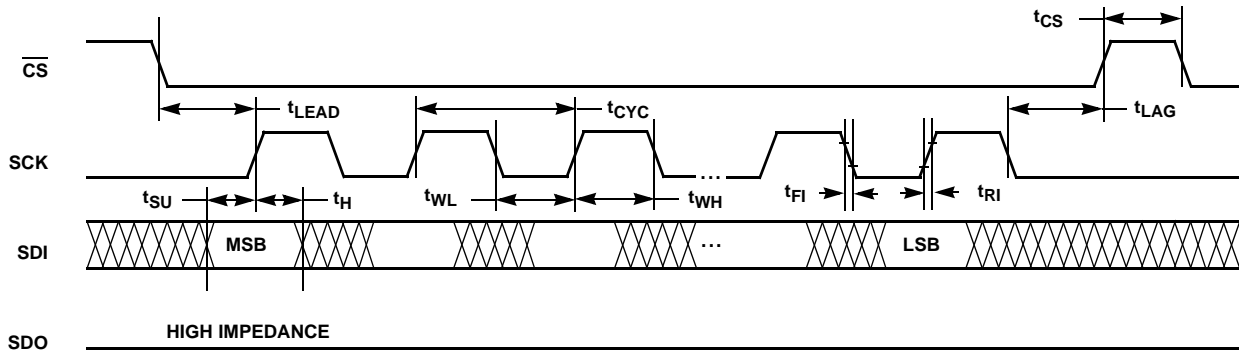 tCS
CS
tLEAD
tCYC
tLAG
SCK
...
tSU
tH
tWL
tWH
tFI
tRI
SDI
MSB
...
LSB
HIGH IMPEDANCE
SDO